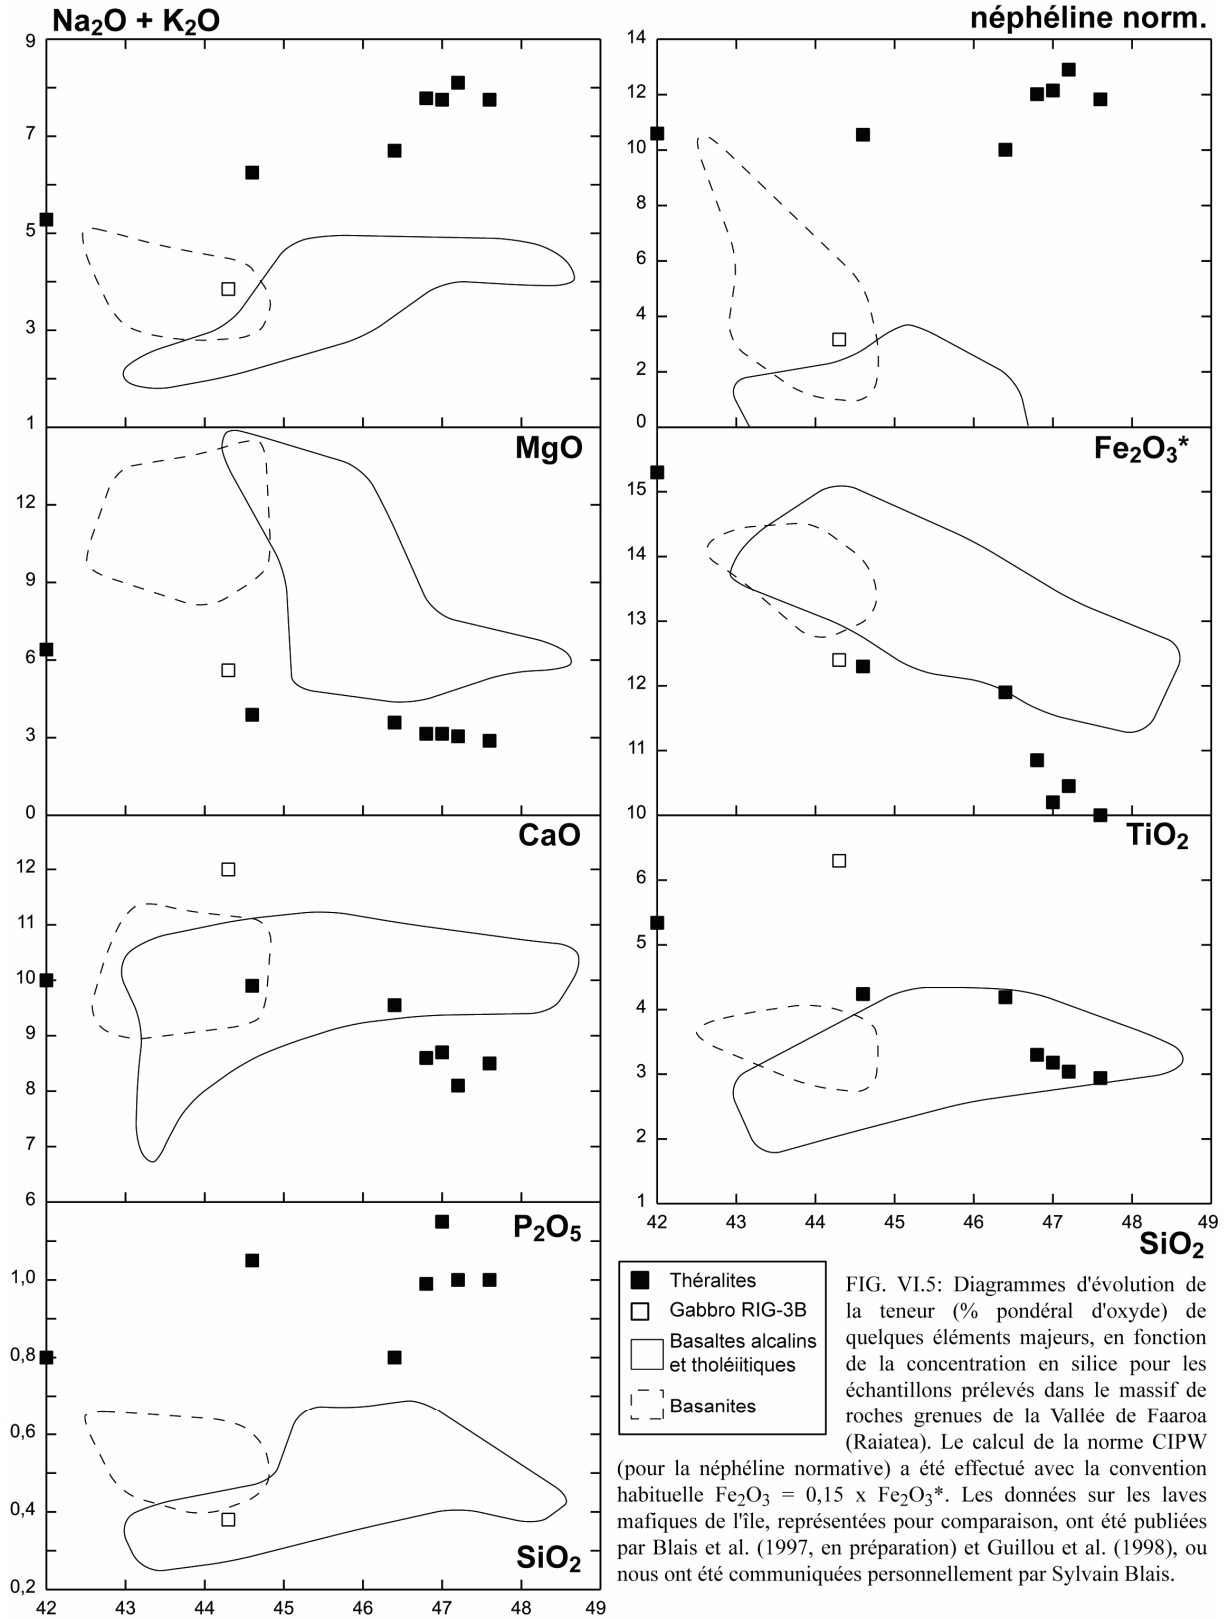 Na₂O + K₂O
9
7
5
3
1
néphéline norm.
14
12
10
8
6
4
2
0
MgO
12
9
6
3
0
Fe₂O₃*
15
14
13
12
11
10
CaO
12
11
10
9
8
7
6
TiO₂
6
5
4
3
2
1
42 43 44 45 46 47 48 49
SiO₂
P₂O₅
1,0
0,8
0,6
0,4
0,2
SiO₂
42 43 44 45 46 47 48 49
Théralites
Gabbro RIG-3B
Basaltes alcalins
et tholéiitiques
Basanites
FIG. VI.5: Diagrammes d'évolution de
la teneur (% pondéral d'oxyde) de
quelques éléments majeurs, en fonction
de la concentration en silice pour les
échantillons prélevés dans le massif de
roches grenues de la Vallée de Faaroa
(Raiatea). Le calcul de la norme CIPW
(pour la néphéline normative) a été effectué avec la convention
habituelle Fe₂O₃ = 0,15 x Fe₂O₃*. Les données sur les laves
mafiques de l'île, représentées pour comparaison, ont été publiées
par Blais et al. (1997, en préparation) et Guillou et al. (1998), ou
nous ont été communiquées personnellement par Sylvain Blais.